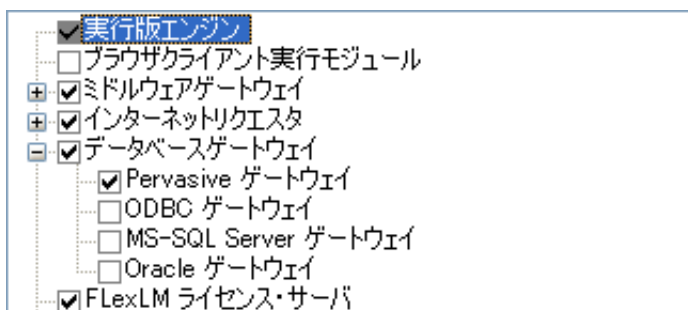 実行版エンジン
ブラウザクライアント実行モジュール
ミドルウェアゲートウェイ
インターネットリクエスタ
データベースゲートウェイ
Pervasive ゲートウェイ
ODBC ゲートウェイ
MS-SQL Server ゲートウェイ
Oracle ゲートウェイ
FLexLM ライセンス・サーバ